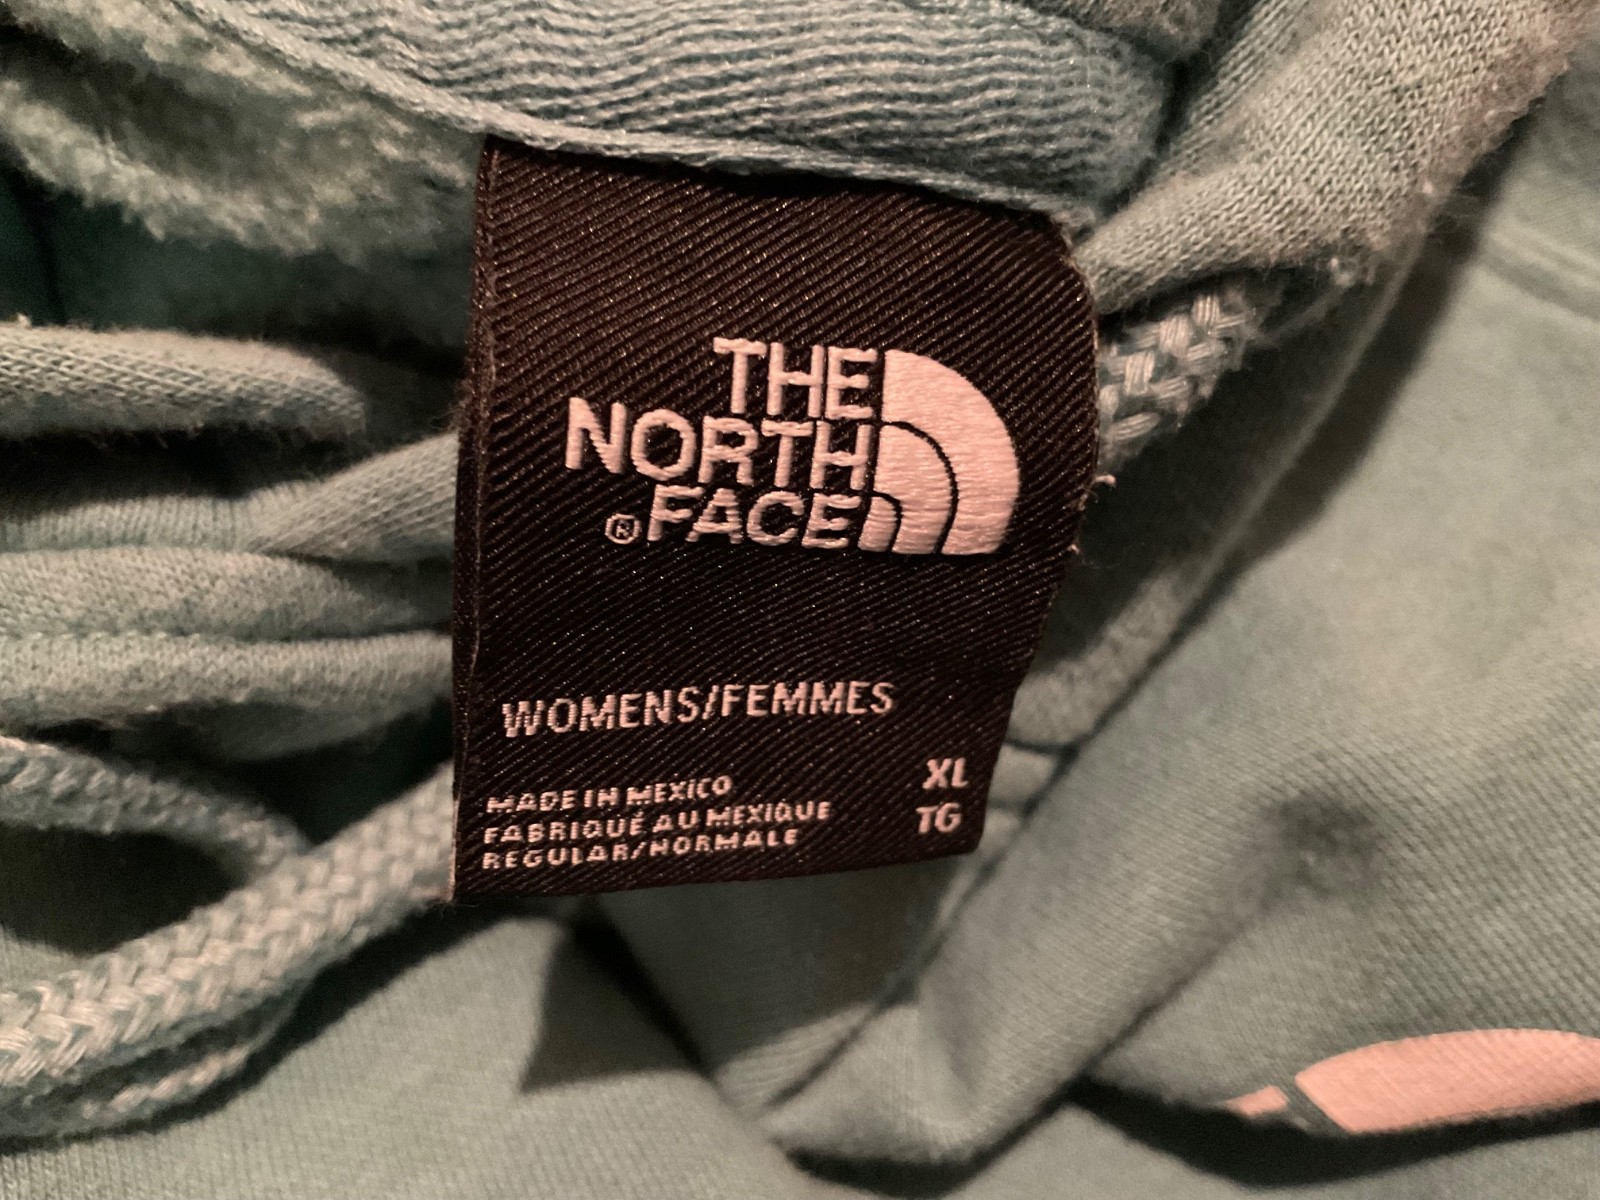 THE
NORTH
®FACE
WOMENS/FEMMES
XL
TG
MADE IN MEXICO
FABRIQUÉ AU MEXIQUE
REGULAR/NORMALE